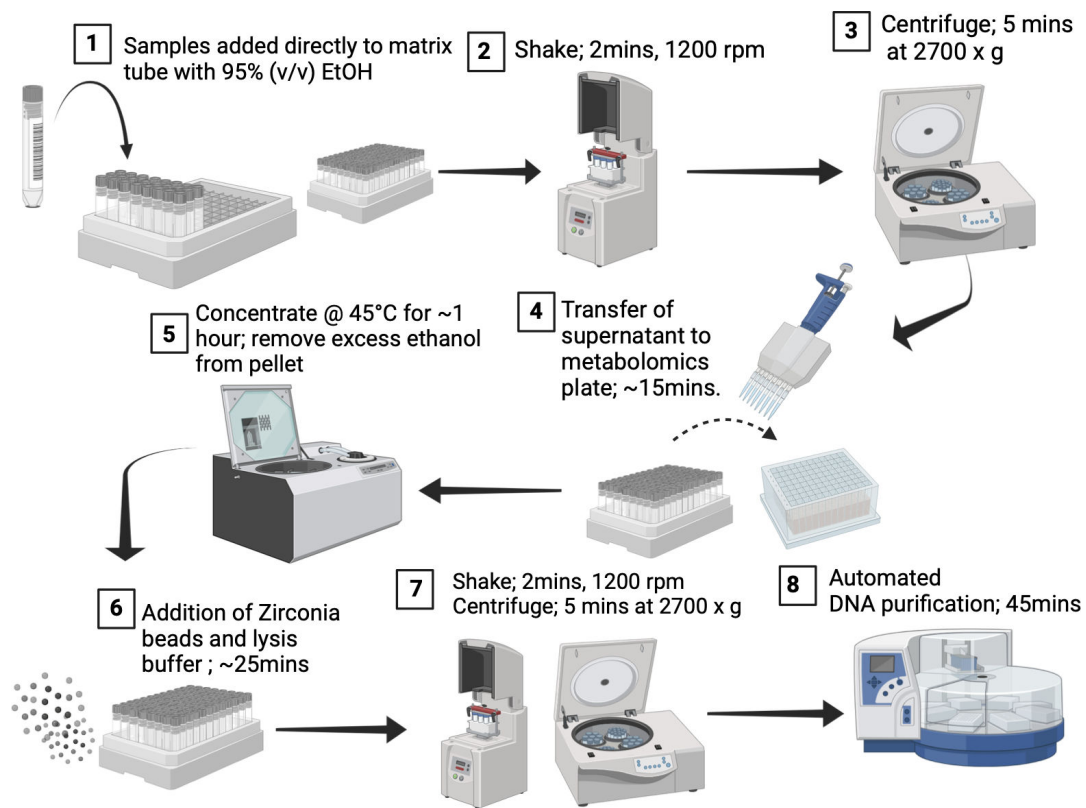 1
Samples added directly to matrix
tube with 95% (v/v) EtOH
2
Shake; 2mins, 1200 rpm
3
Centrifuge; 5 mins
at 2700 x g
4
Transfer of
supernatant to
metabolomics
plate; ~15mins.
5
Concentrate @ 45°C for ~1
hour; remove excess ethanol
from pellet
6
Addition of Zirconia
beads and lysis
buffer ; ~25mins
7
Shake; 2mins, 1200 rpm
Centrifuge; 5 mins at 2700 x g
8
Automated
DNA purification; 45mins